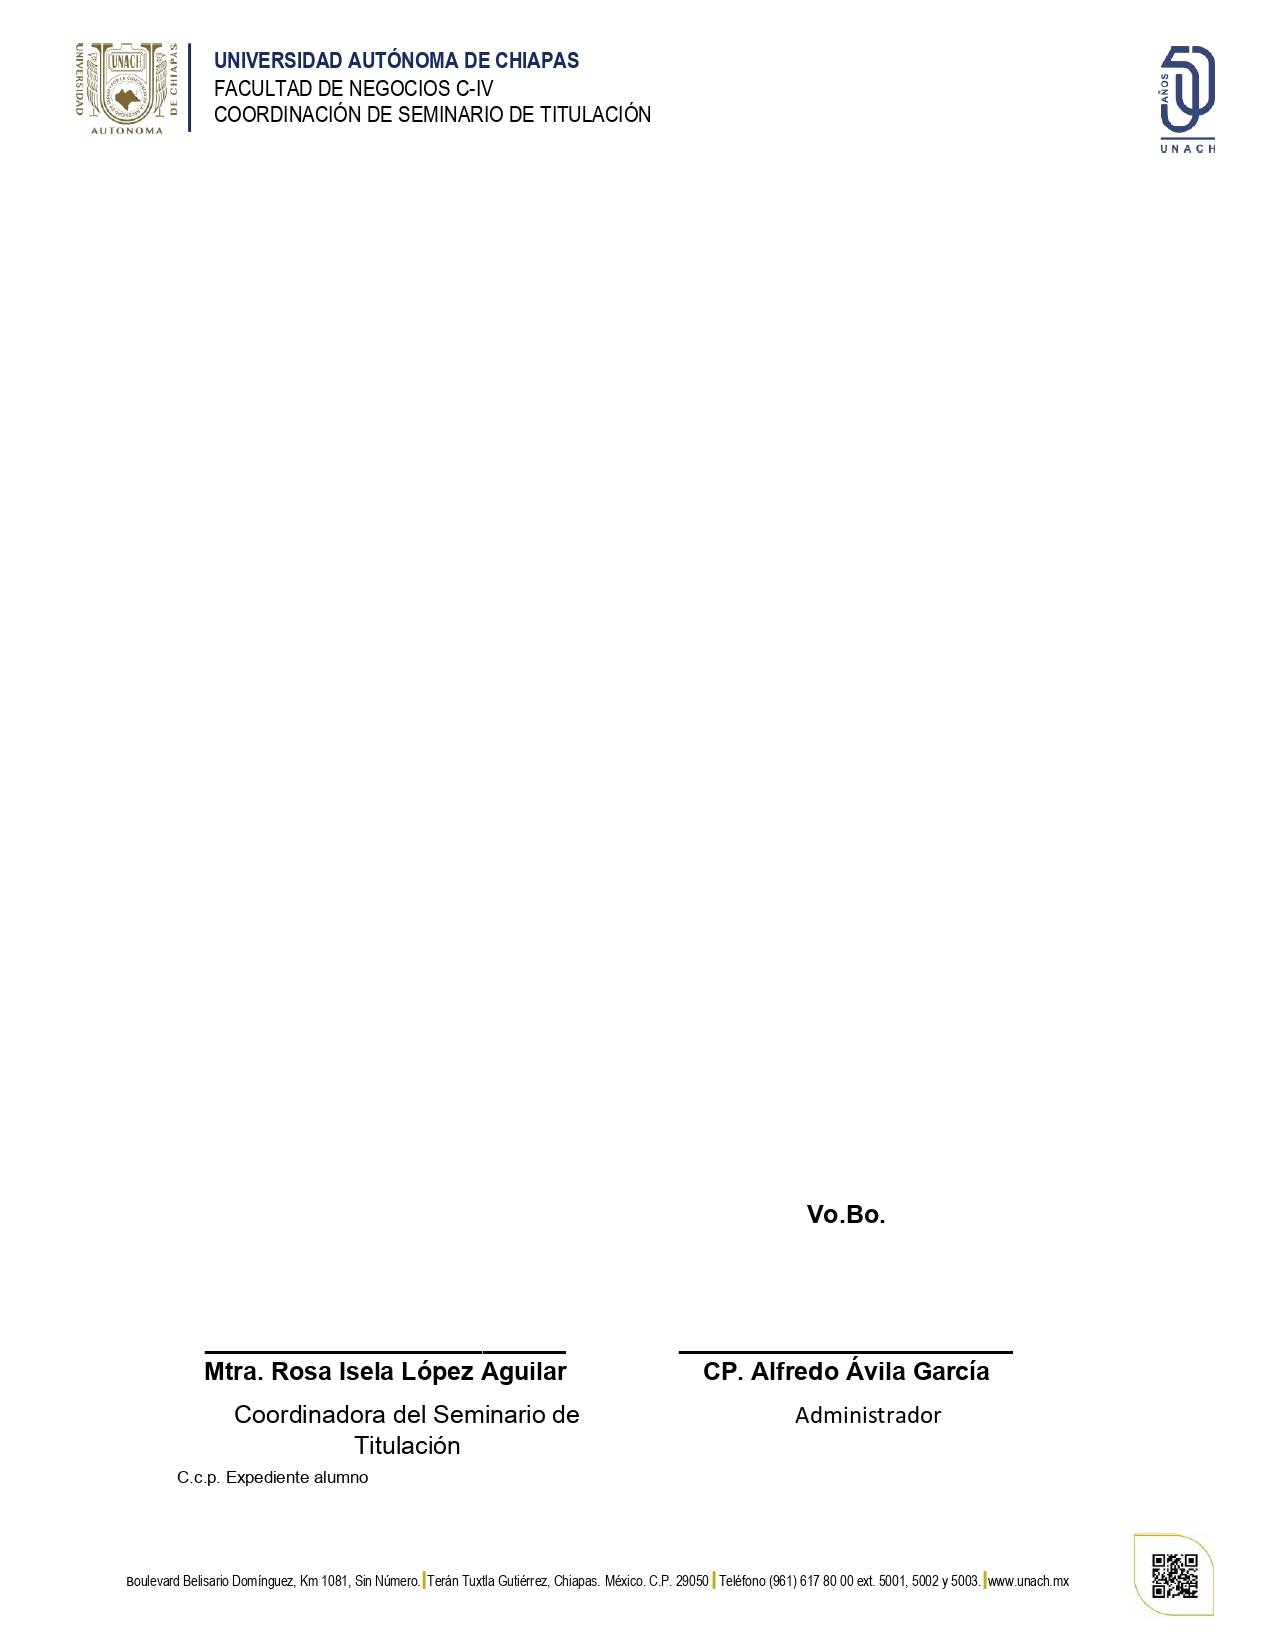 UNIVERSIDAD
UNACH
DE CHIAPAS
AUTONOMA
UNIVERSIDAD AUTÓNOMA DE CHIAPAS
FACULTAD DE NEGOCIOS C-IV
COORDINACIÓN DE SEMINARIO DE TITULACIÓN
50 AÑOS
UNACH
Vo.Bo.
Mtra. Rosa Isela López Aguilar
CP. Alfredo Ávila García
Coordinadora del Seminario de
Titulación
Administrador
C.c.p. Expediente alumno
Boulevard Belisario Domínguez, Km 1081, Sin Número. Terán Tuxtla Gutiérrez, Chiapas. México. C.P. 29050 Teléfono (961) 617 80 00 ext. 5001, 5002 y 5003. www.unach.mx